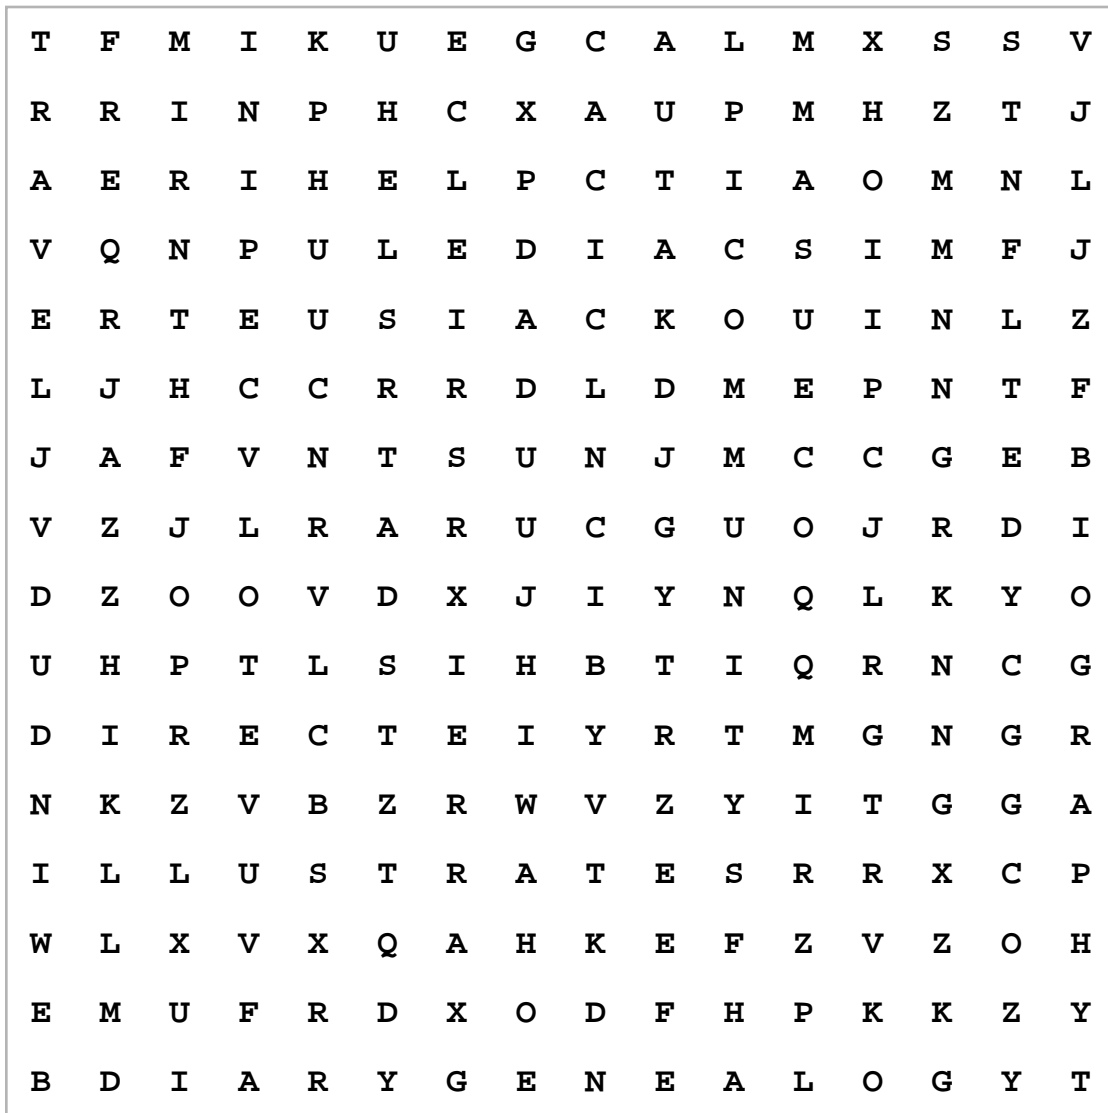 T F M I K U E G C A L M X S S V
R R I N P H C X A U P M H Z T J
A E R I H E L P C T I A O M N L
V Q N P U L E D I A C S I M F J
E R T E U S I A C K O U I N L Z
L J H C C R R D L D M E P N T F
J A F V N T S U N J M C C G E B
V Z J L R A R U C G U O J R D I
D Z O O V D X J I Y N Q L K Y O
U H P T L S I H B T I Q R N C G
D I R E C T E I Y R T M G N G R
N K Z V B Z R W V Z Y I T G G A
I L L U S T R A T E S R R X C P
W L X V X Q A H K E F Z V Z O H
E M U F R D X O D F H P K K Z Y
B D I A R Y G E N E A L O G Y T